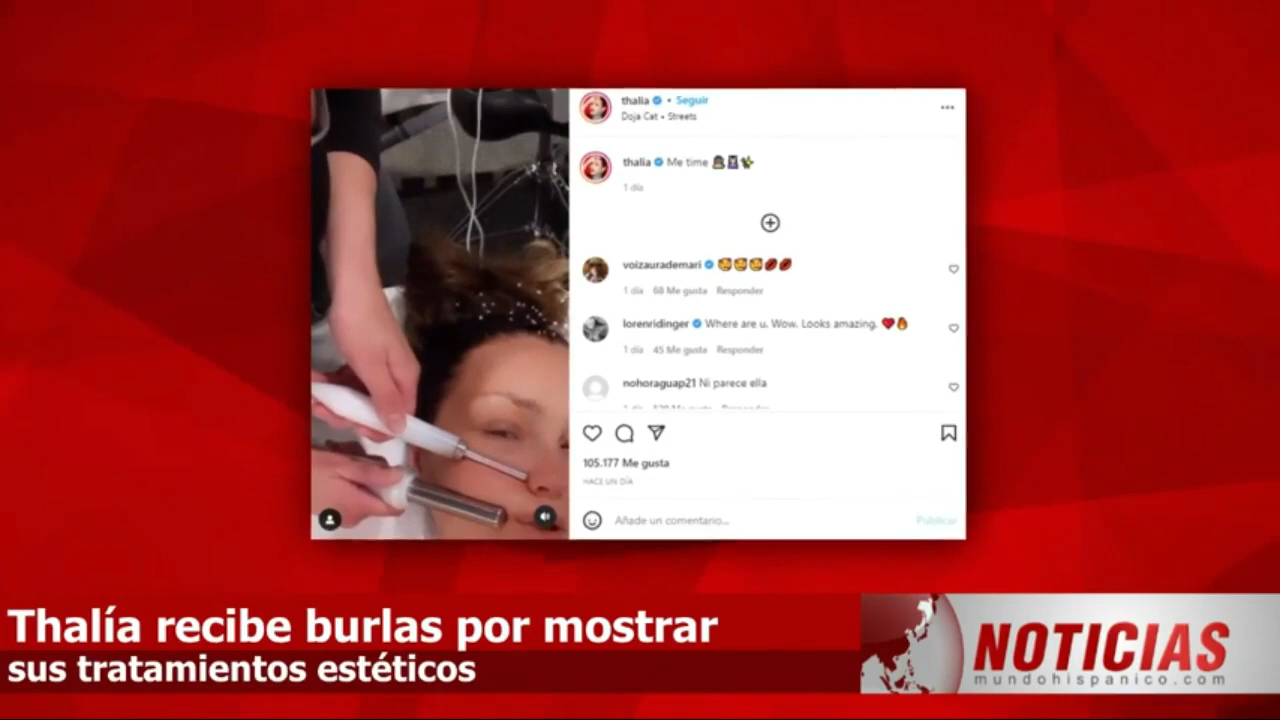 thalia • Seguir
Doja Cat • Streets
thalia Me time
1 día
voizaurademari
1 día 68 Me gusta Responder
lorenridinger Where are u. Wow. Looks amazing.
1 día 45 Me gusta Responder
nohoraguap21 Ni parece ella
105.177 Me gusta
HACE UN DÍA
Añade un comentario...
Publicar
Thalía recibe burlas por mostrar
sus tratamientos estéticos
NOTICIAS
mundohispanico.com